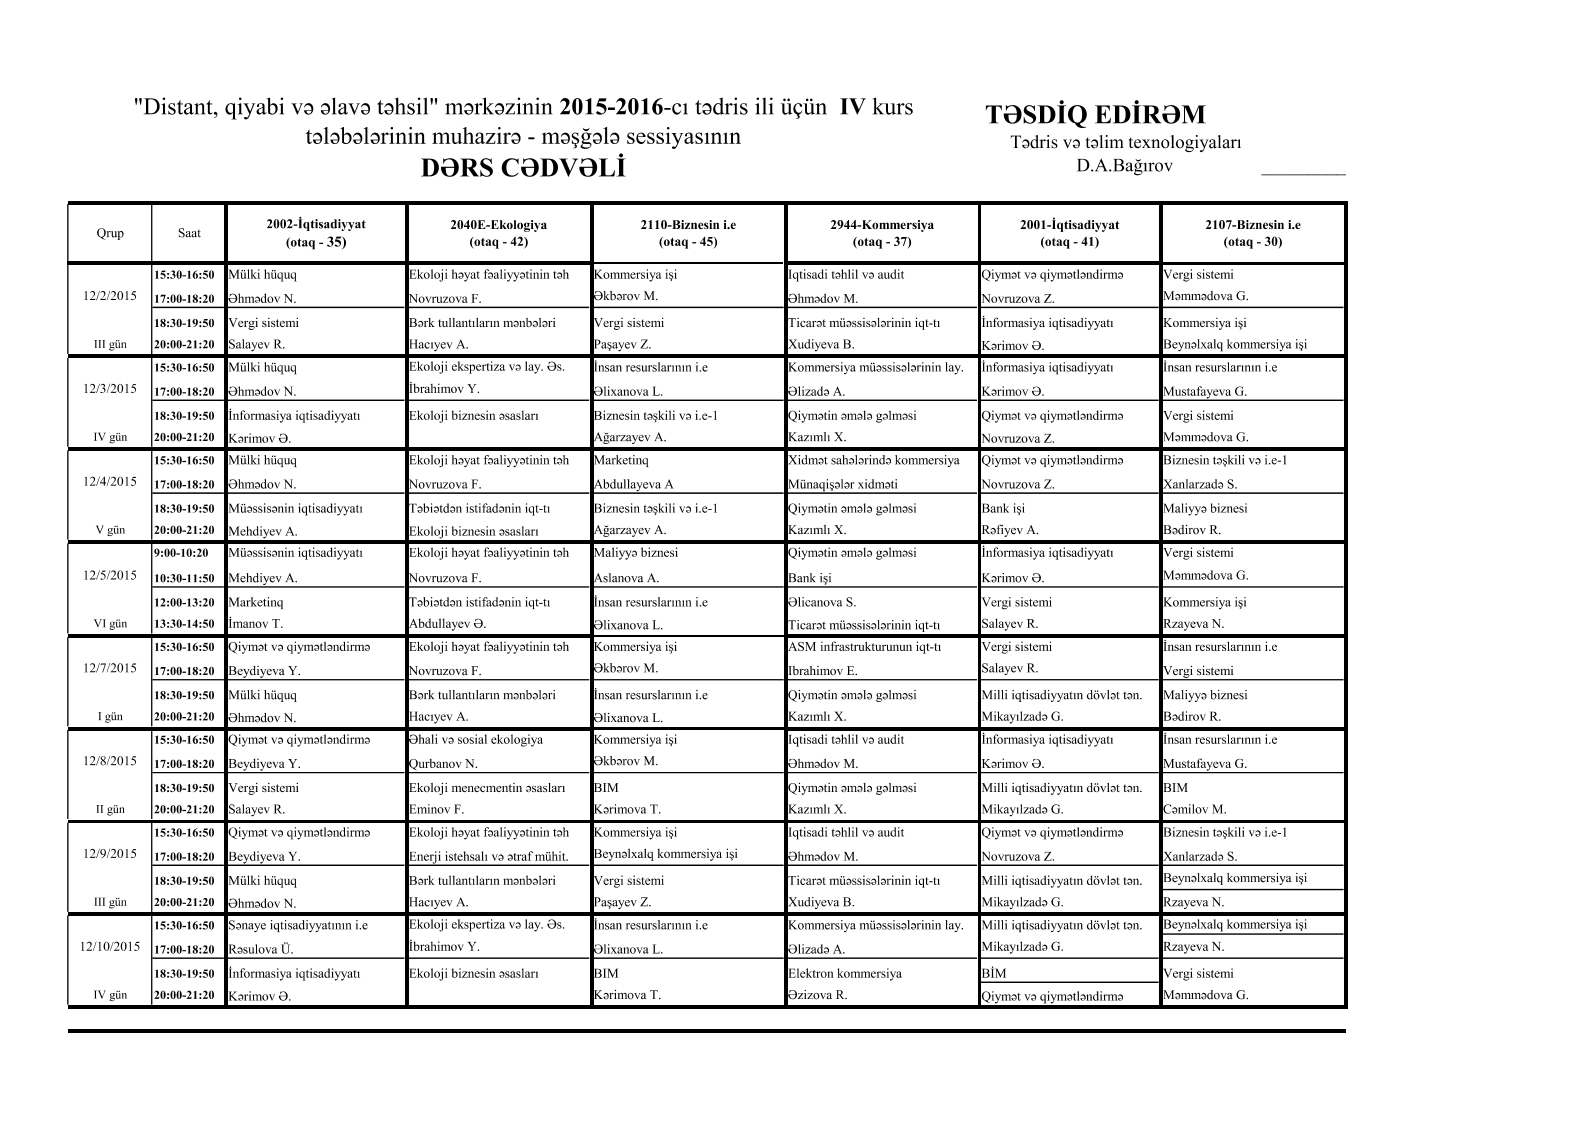 "Distant, qiyabi və əlavə təhsil" mərkəzinin 2015-2016-cı tədris ili üçün IV kurs
tələbələrinin muhazirə - məşğələ sessiyasının
DƏRS CƏDVƏLİ
TƏSDİQ EDİRƏM
Tədris və təlim texnologiyaları
D.A.Bağırov _________
Qrup Saat 2002-İqtisadiyyat (otaq - 35) 2040E-Ekologiya (otaq - 42) 2110-Biznesin i.e (otaq - 45) 2944-Kommersiya (otaq - 37) 2001-İqtisadiyyat (otaq - 41) 2107-Biznesin i.e (otaq - 30)
15:30-16:50 Mülki hüquq Ekoloji həyat fəaliyyətinin təh Kommersiya işi Iqtisadi təhlil və audit Qiymət və qiymətləndirmə Vergi sistemi
12/2/2015 17:00-18:20 Əhmədov N. Novruzova F. Əkbərov M. Əhmədov M. Novruzova Z. Məmmədova G.
18:30-19:50 Vergi sistemi Bərk tullantıların mənbələri Vergi sistemi Ticarət müəssisələrinin iqt-tı İnformasiya iqtisadiyyatı Kommersiya işi
III gün 20:00-21:20 Salayev R. Hacıyev A. Paşayev Z. Xudiyeva B. Kərimov Ə. Beynəlxalq kommersiya işi
15:30-16:50 Mülki hüquq Ekoloji ekspertiza və lay. Əs. İnsan resurslarının i.e Kommersiya müəssisələrinin lay. İnformasiya iqtisadiyyatı İnsan resurslarının i.e
12/3/2015 17:00-18:20 Əhmədov N. İbrahimov Y. Əlixanova L. Əlizadə A. Kərimov Ə. Mustafayeva G.
18:30-19:50 İnformasiya iqtisadiyyatı Ekoloji biznesin əsasları Biznesin təşkili və i.e-1 Qiymətin əmələ gəlməsi Qiymət və qiymətləndirmə Vergi sistemi
IV gün 20:00-21:20 Kərimov Ə. Ağarzayev A. Kazımlı X. Novruzova Z. Məmmədova G.
15:30-16:50 Mülki hüquq Ekoloji həyat fəaliyyətinin təh Marketinq Xidmət sahələrində kommersiya Qiymət və qiymətləndirmə Biznesin təşkili və i.e-1
12/4/2015 17:00-18:20 Əhmədov N. Novruzova F. Abdullayeva A Münaqişələr xidməti Novruzova Z. Xanlarzadə S.
18:30-19:50 Müəssisənin iqtisadiyyatı Təbiətdən istifadənin iqt-tı Biznesin təşkili və i.e-1 Qiymətin əmələ gəlməsi Bank işi Maliyyə biznesi
V gün 20:00-21:20 Mehdiyev A. Ekoloji biznesin əsasları Ağarzayev A. Kazımlı X. Rəfiyev A. Bədirov R.
9:00-10:20 Müəssisənin iqtisadiyyatı Ekoloji həyat fəaliyyətinin təh Maliyyə biznesi Qiymətin əmələ gəlməsi İnformasiya iqtisadiyyatı Vergi sistemi
12/5/2015 10:30-11:50 Mehdiyev A. Novruzova F. Aslanova A. Bank işi Kərimov Ə. Məmmədova G.
12:00-13:20 Marketinq Təbiətdən istifadənin iqt-tı İnsan resurslarının i.e Əlicanova S. Vergi sistemi Kommersiya işi
VI gün 13:30-14:50 İmanov T. Abdullayev Ə. Əlixanova L. Ticarət müəssisələrinin iqt-tı Salayev R. Rzayeva N.
15:30-16:50 Qiymət və qiymətləndirmə Ekoloji həyat fəaliyyətinin təh Kommersiya işi ASM infrastrukturunun iqt-tı Vergi sistemi İnsan resurslarının i.e
12/7/2015 17:00-18:20 Beydiyeva Y. Novruzova F. Əkbərov M. Ibrahimov E. Salayev R. Vergi sistemi
18:30-19:50 Mülki hüquq Bərk tullantıların mənbələri İnsan resurslarının i.e Qiymətin əmələ gəlməsi Milli iqtisadiyyatın dövlət tən. Maliyyə biznesi
I gün 20:00-21:20 Əhmədov N. Hacıyev A. Əlixanova L. Kazımlı X. Mikayılzadə G. Bədirov R.
15:30-16:50 Qiymət və qiymətləndirmə Əhali və sosial ekologiya Kommersiya işi Iqtisadi təhlil və audit İnformasiya iqtisadiyyatı İnsan resurslarının i.e
12/8/2015 17:00-18:20 Beydiyeva Y. Qurbanov N. Əkbərov M. Əhmədov M. Kərimov Ə. Mustafayeva G.
18:30-19:50 Vergi sistemi Ekoloji menecmentin əsasları BIM Qiymətin əmələ gəlməsi Milli iqtisadiyyatın dövlət tən. BIM
II gün 20:00-21:20 Salayev R. Eminov F. Kərimova T. Kazımlı X. Mikayılzadə G. Cəmilov M.
15:30-16:50 Qiymət və qiymətləndirmə Ekoloji həyat fəaliyyətinin təh Kommersiya işi Iqtisadi təhlil və audit Qiymət və qiymətləndirmə Biznesin təşkili və i.e-1
12/9/2015 17:00-18:20 Beydiyeva Y. Enerji istehsalı və ətraf mühit. Beynəlxalq kommersiya işi Əhmədov M. Novruzova Z. Xanlarzadə S.
18:30-19:50 Mülki hüquq Bərk tullantıların mənbələri Vergi sistemi Ticarət müəssisələrinin iqt-tı Milli iqtisadiyyatın dövlət tən. Beynəlxalq kommersiya işi
III gün 20:00-21:20 Əhmədov N. Hacıyev A. Paşayev Z. Xudiyeva B. Mikayılzadə G. Rzayeva N.
15:30-16:50 Sənaye iqtisadiyyatının i.e Ekoloji ekspertiza və lay. Əs. İnsan resurslarının i.e Kommersiya müəssisələrinin lay. Milli iqtisadiyyatın dövlət tən. Beynəlxalq kommersiya işi
12/10/2015 17:00-18:20 Rəsulova Ü. İbrahimov Y. Əlixanova L. Əlizadə A. Mikayılzadə G. Rzayeva N.
18:30-19:50 İnformasiya iqtisadiyyatı Ekoloji biznesin əsasları BIM Elektron kommersiya BİM Vergi sistemi
IV gün 20:00-21:20 Kərimov Ə. Kərimova T. Əzizova R. Qiymət və qiymətləndirmə Məmmədova G.